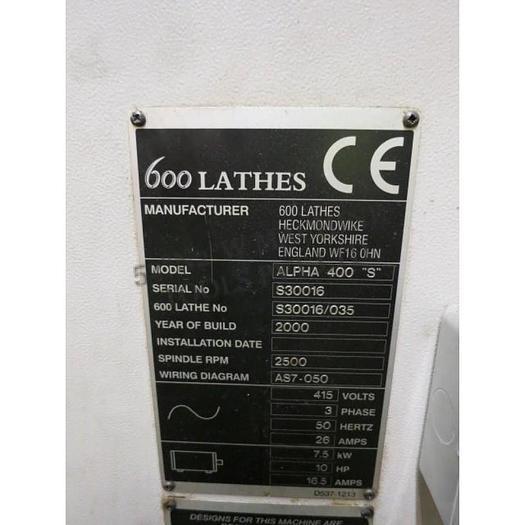 600 LATHES CE
MANUFACTURER 600 LATHES
HECKMONDWIKE
WEST YORKSHIRE
ENGLAND WF16 0HN
MODEL ALPHA 400 "S"
SERIAL No S30016
600 LATHE No S30016/035
YEAR OF BUILD 2000
INSTALLATION DATE
SPINDLE RPM 2500
WIRING DIAGRAM AS7-050
415 VOLTS
3 PHASE
50 HERTZ
26 AMPS
7.5 kW
10 HP
16.5 AMPS
D537-1213
DESIGNS FOR THIS MACHINE ARE